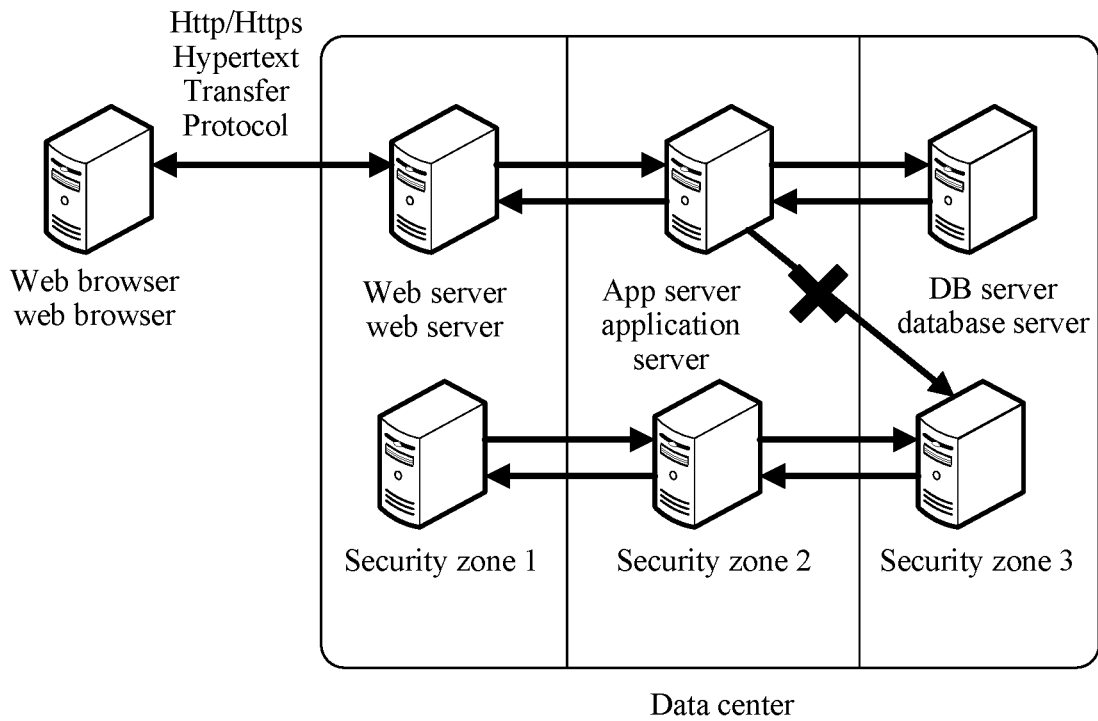 Http/Https
Hypertext
Transfer
Protocol
Web browser
web browser
Web server
web server
App server
application
server
DB server
database server
Security zone 1
Security zone 2
Security zone 3
Data center